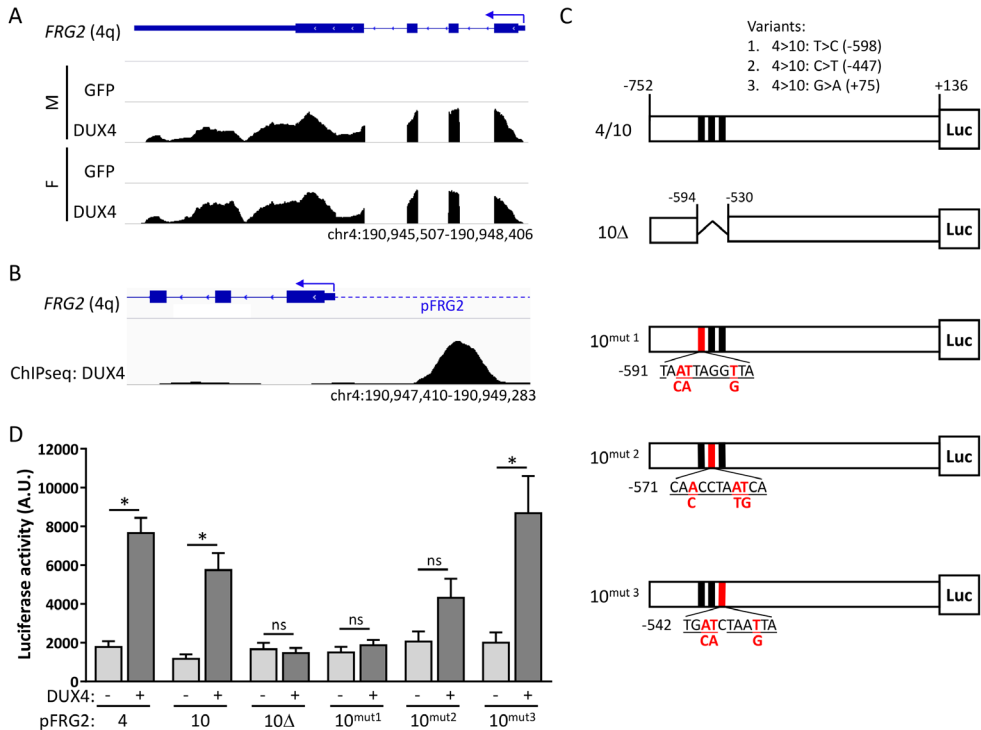 A
FRG2 (4q)
M
GFP
DUX4
F
GFP
DUX4
chr4:190,945,507-190,948,406
B
FRG2 (4q)
pFRG2
ChIPseq: DUX4
chr4:190,947,410-190,949,283
C
Variants:
1. 4>10: T>C (-598)
2. 4>10: C>T (-447)
3. 4>10: G>A (+75)
-752
+136
4/10
Luc
-594
-530
10Δ
Luc
10mut 1
Luc
-591
TAATTAGGTTA
CA G
10mut 2
Luc
-571
CAACCTAATCA
C TG
10mut 3
Luc
-542
TGATCTAATTA
CA G
D
Luciferase activity (A.U.)
12000
10000
8000
6000
4000
2000
0
*
*
ns
ns
ns
*
DUX4: - + - + - + - + - + - +
pFRG2: 4 10 10Δ 10mut1 10mut2 10mut3